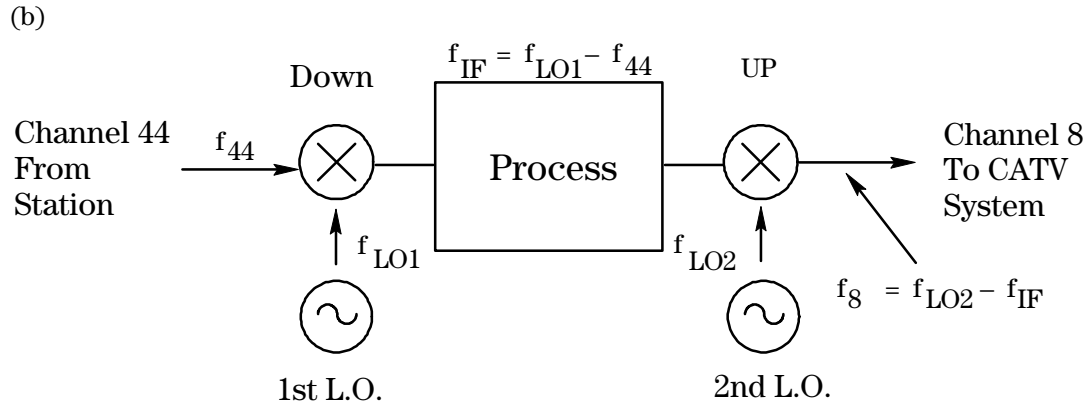 (b)
f_IF = f_LO1 − f_44
Down
UP
Channel 44
From
Station
f_44
Process
Channel 8
To CATV
System
f_LO1
f_LO2
f_8 = f_LO2 − f_IF
1st L.O.
2nd L.O.